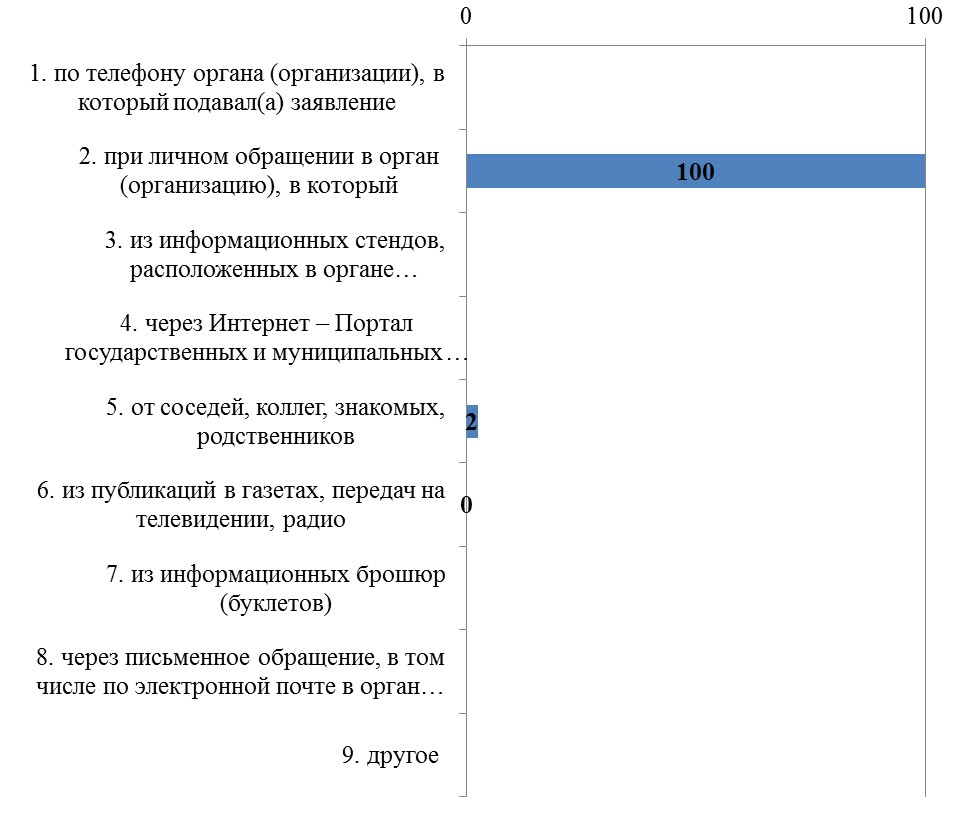 0 100
1. по телефону органа (организации), в
который подавал(а) заявление
2. при личном обращении в орган
(организацию), в который
100
3. из информационных стендов,
расположенных в органе…
4. через Интернет – Портал
государственных и муниципальных…
5. от соседей, коллег, знакомых,
родственников
2
6. из публикаций в газетах, передач на
телевидении, радио
0
7. из информационных брошюр
(буклетов)
8. через письменное обращение, в том
числе по электронной почте в орган…
9. другое